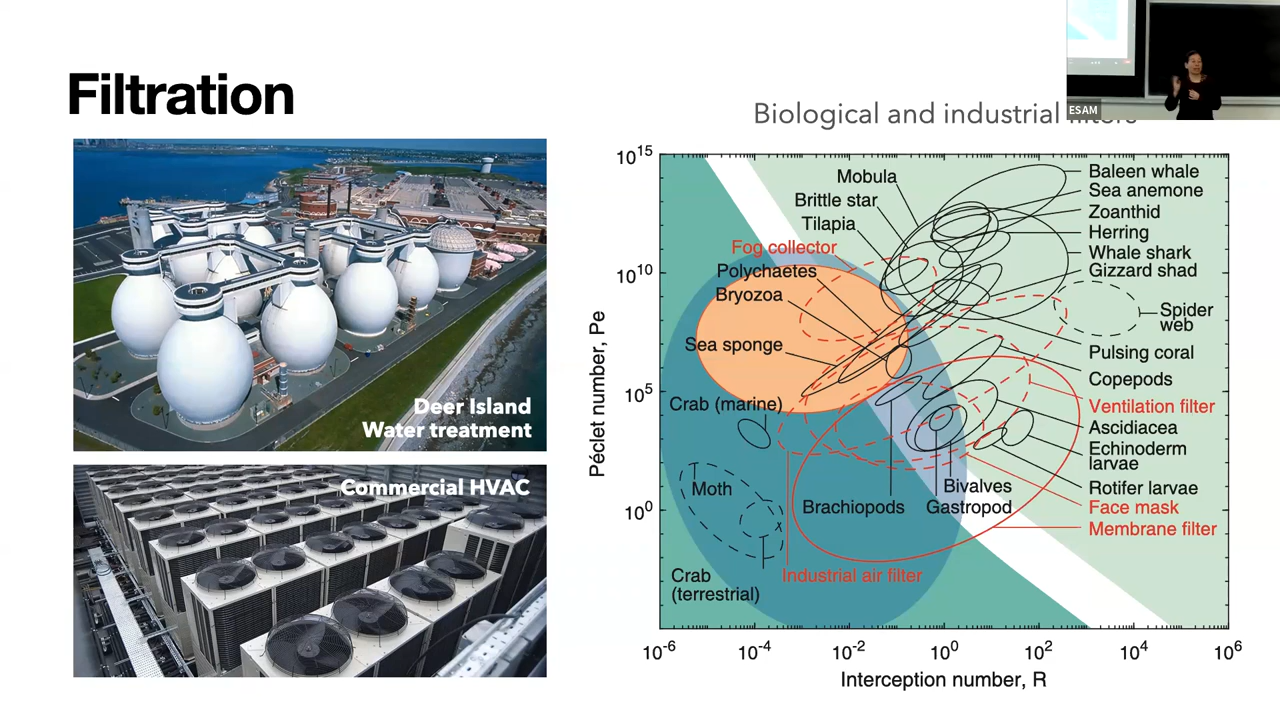 Filtration
Biological and industrial filters
ESAM
Deer Island
Water treatment
Commercial HVAC
10^15
10^10
10^5
10^0
Péclet number, Pe
Mobula
Brittle star
Tilapia
Fog collector
Polychaetes
Bryozoa
Sea sponge
Crab (marine)
Moth
Crab
(terrestrial)
Industrial air filter
Brachiopods
Bivalves
Gastropod
Baleen whale
Sea anemone
Zoanthid
Herring
Whale shark
Gizzard shad
Spider
web
Pulsing coral
Copepods
Ventilation filter
Ascidiacea
Echinoderm
larvae
Rotifer larvae
Face mask
Membrane filter
10^-6 10^-4 10^-2 10^0 10^2 10^4 10^6
Interception number, R